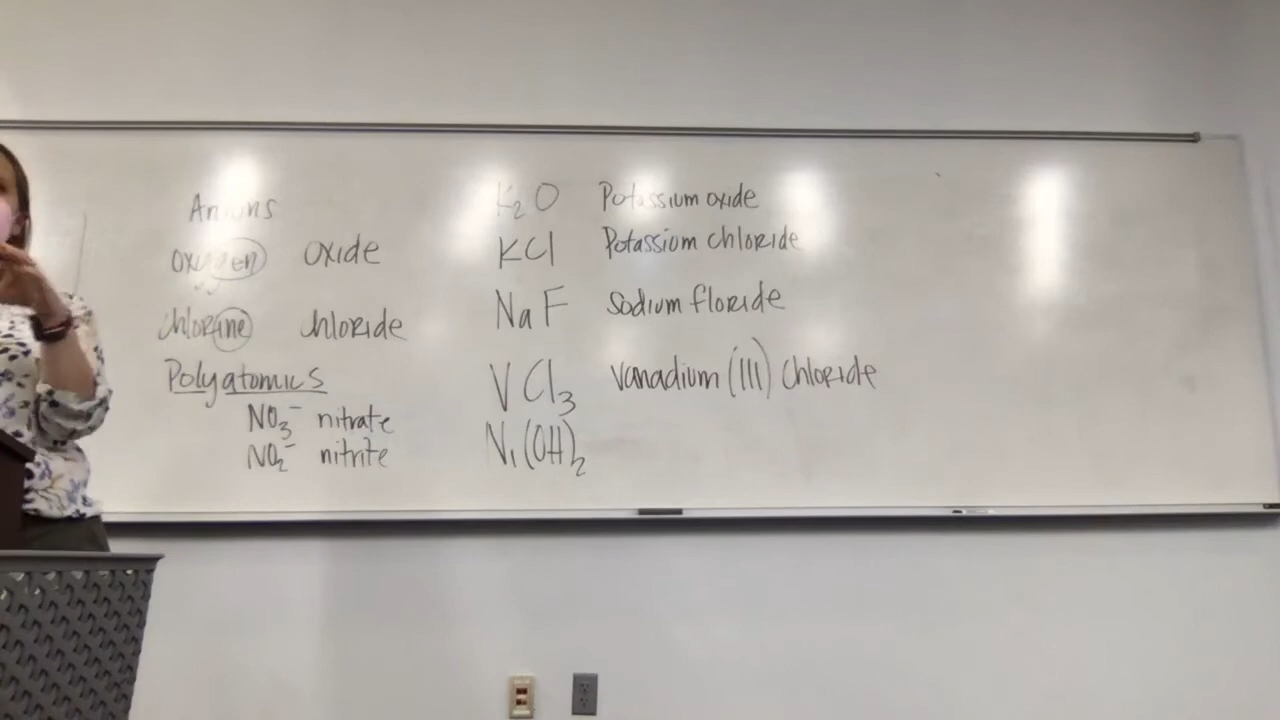 Anions
oxygen oxide
chlorine chloride
Polyatomics
NO₃⁻ nitrate
NO₂⁻ nitrite
K₂O Potassium oxide
KCl Potassium chloride
NaF Sodium floride
VCl₃ Vanadium (III) chloride
Ni(OH)₂